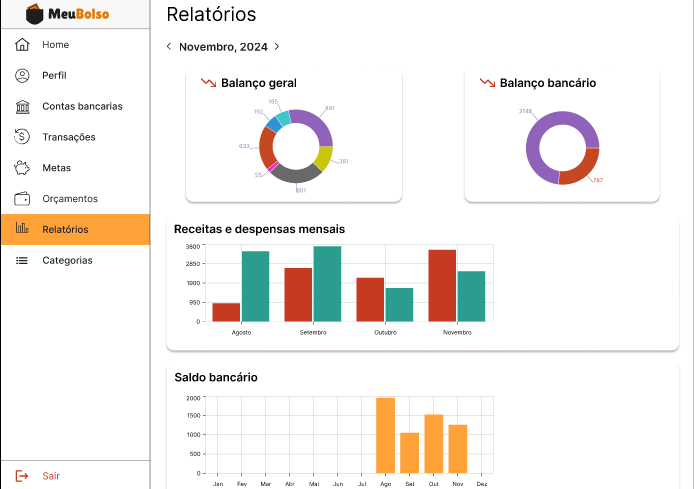 MeuBolso
Home
Perfil
Contas bancarias
Transações
Metas
Orçamentos
Relatórios
Categorias
Sair
Relatórios
Novembro, 2024
Balanço geral
195
192
881
633
381
55
801
Balanço bancário
3148
787
Receitas e despensas mensais
3800
2850
1900
950
0
Agosto Setembro Outubro Novembro
Saldo bancário
2000
1500
1000
500
0
Jan Fev Mar Abr Mai Jun Jul Ago Set Out Nov Dez